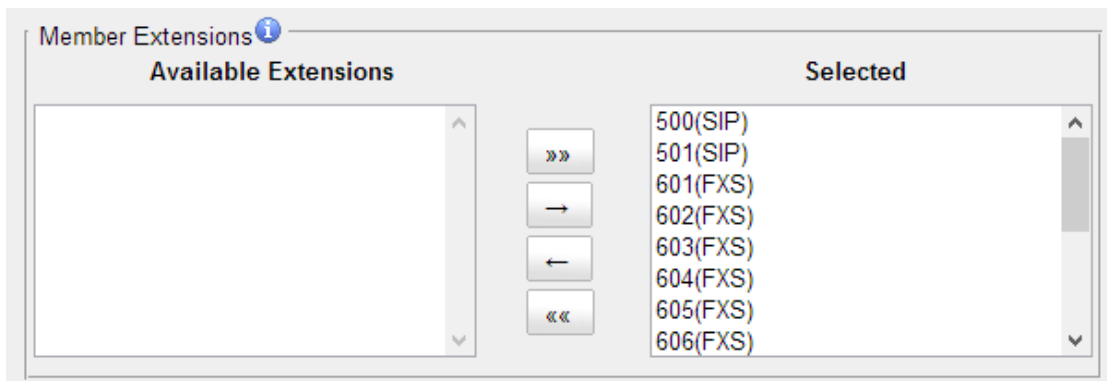 Member Extensions
Available Extensions
Selected
500(SIP)
501(SIP)
601(FXS)
602(FXS)
603(FXS)
604(FXS)
605(FXS)
606(FXS)
»»
→
←
««